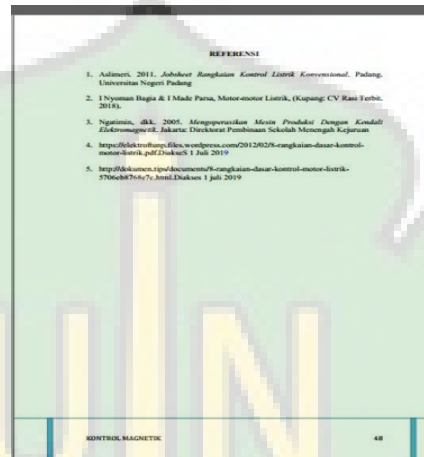 REFERENSI
1. Aslimeri. 2011. Jobsheet Rangkaian Kontrol Listrik Konvensional. Padang.
Universitas Negeri Padang
2. I Nyoman Bagia & I Made Parsa, Motor-motor Listrik, (Kupang: CV Rasi Terbit.
2018).
3. Ngatimin, dkk. 2005. Mengoperasikan Mesin Produksi Dengan Kendali
Elektromagnetik. Jakarta: Direktorat Pembinaan Sekolah Menengah Kejuruan
4. https://elektroftunp.files.wordpress.com/2012/02/8-rangkaian-dasar-kontrol-
motor-listrik.pdf.DiakseS 1 Juli 2019
5. http://dokumen.tips/documents/8-rangkaian-dasar-kontrol-motor-listrik-
5706eb8766e7c.html.Diakses 1 juli 2019
KONTROL MAGNETIK 48